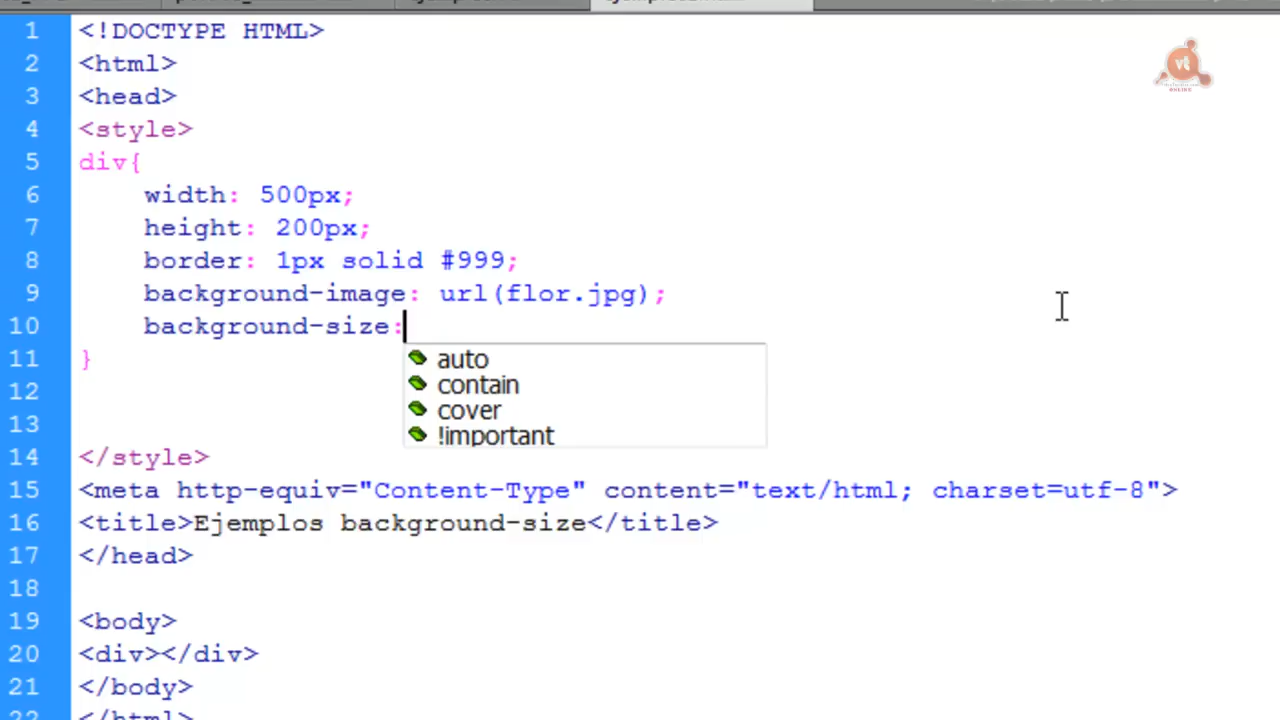 1 <!DOCTYPE HTML>
2 <html>
3 <head>
4 <style>
5 div{
6 width: 500px;
7 height: 200px;
8 border: 1px solid #999;
9 background-image: url(flor.jpg);
10 background-size:
auto
11 }
contain
12
cover
13
!important
14 </style>
15 <meta http-equiv="Content-Type" content="text/html; charset=utf-8">
16 <title>Ejemplos background-size</title>
17 </head>
18
19 <body>
20 <div></div>
21 </body>
22 </html>
vt